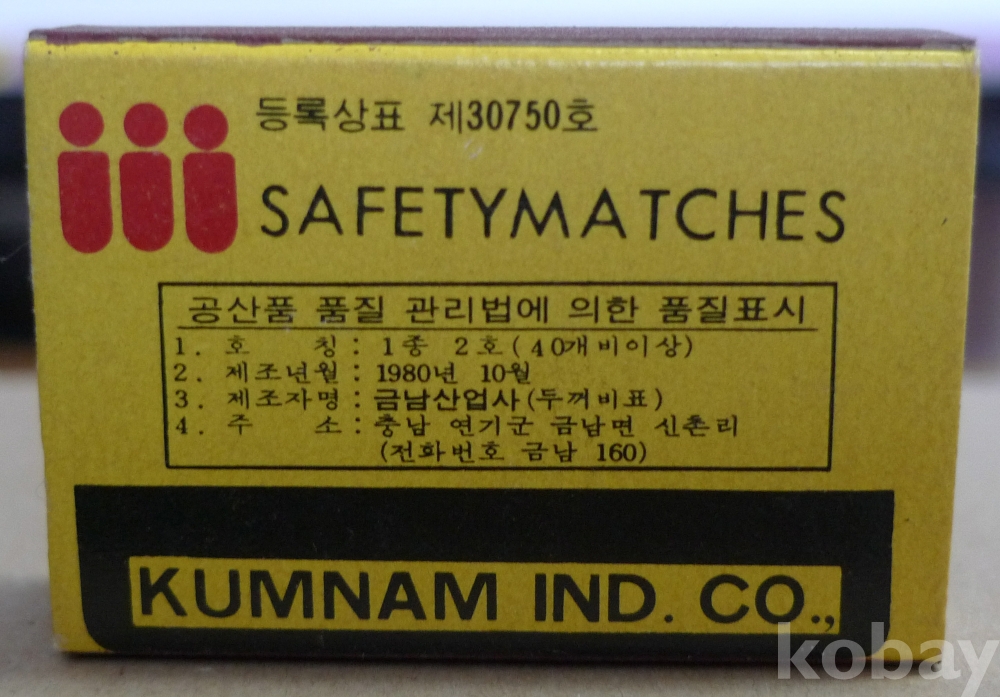 등록상표 제30750호
SAFETYMATCHES
공산품 품질 관리법에 의한 품질표시
1. 호 칭 : 1종 2호(40개비이상)
2. 제조년월 : 1980년 10월
3. 제조자명 : 금남산업사(두꺼비표)
4. 주 소 : 충남 연기군 금남면 신촌리
(전화번호 금남 160)
KUMNAM IND. CO.,
kobay